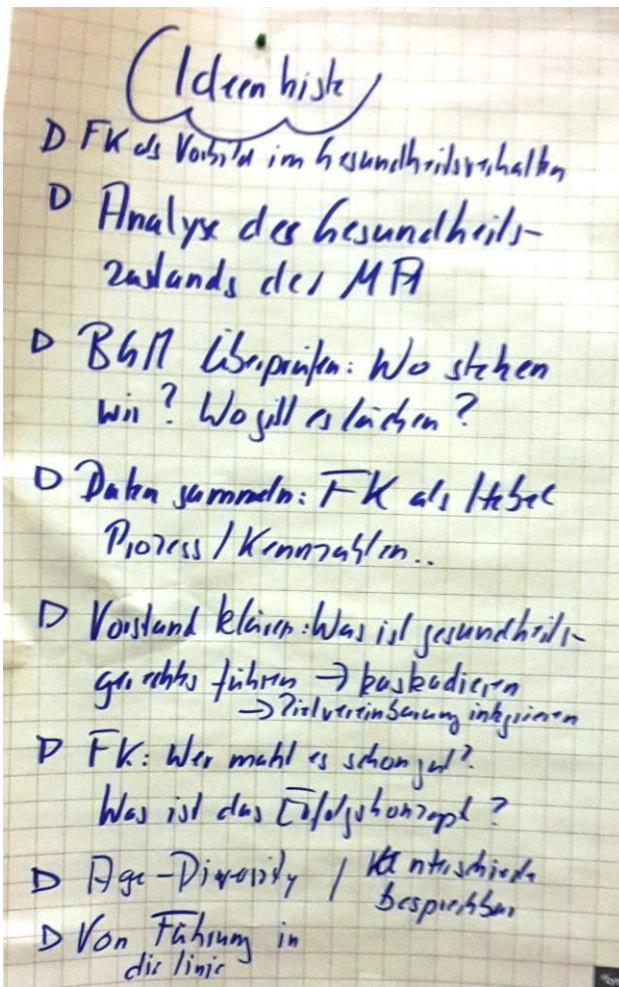 Ideenliste
FK als Vorbild im Gesundheitsverhalten
Analyse des Gesundheits-
zustands der MA
BGM überprüfen: Wo stehen
wir? Wo gibt es Lücken?
Daten sammeln: FK als Hebel
Prozess / Kennzahlen..
Vorstand klären: Was ist gesundheits-
gerechtes führen → kaskadieren
→ Zielvereinbarung integrieren
FK: Wer macht es schon gut?
Was ist das Erfolgskonzept?
Age-Diversity / Unterschiede
besprechbar
Von Führung in
die linie